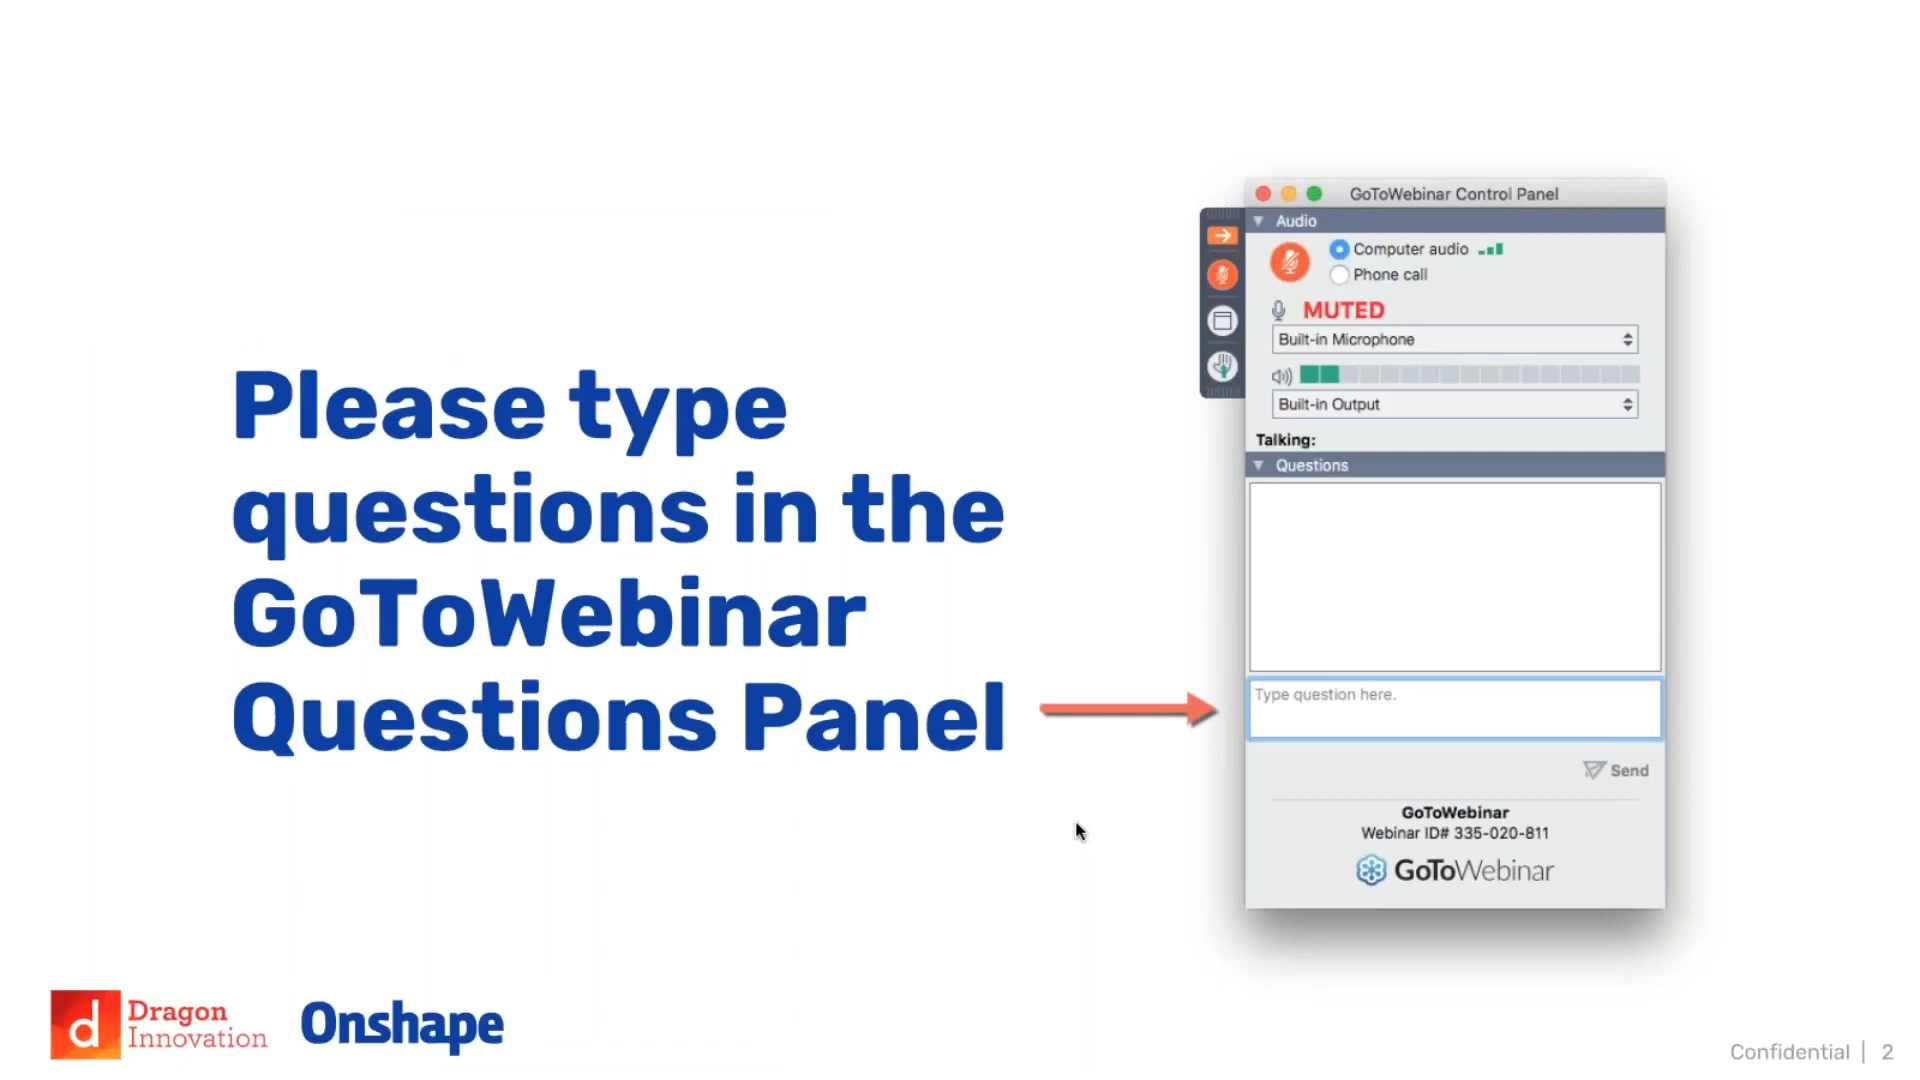 Please type
questions in the
GoToWebinar
Questions Panel
GoToWebinar Control Panel
Audio
Computer audio
Phone call
MUTED
Built-in Microphone
Built-in Output
Talking:
Questions
Type question here.
Send
GoToWebinar
Webinar ID# 335-020-811
GoToWebinar
d
Dragon
Innovation
Onshape
Confidential | 2